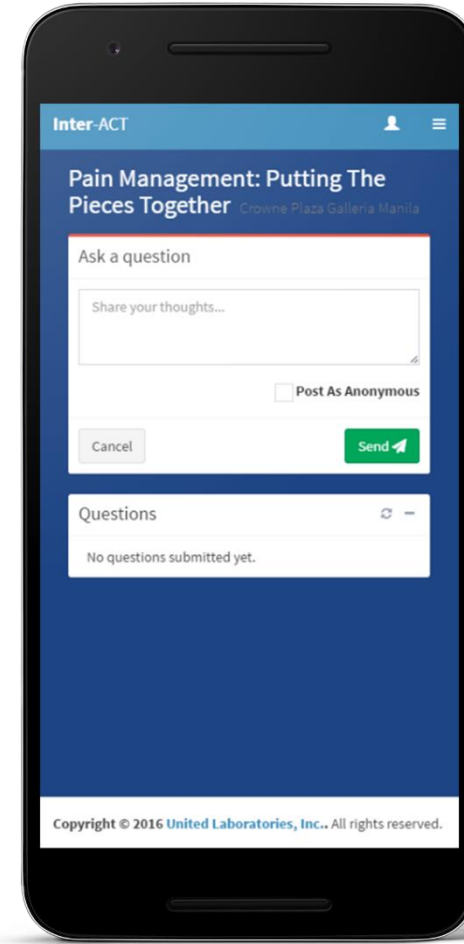 Inter-ACT
Pain Management: Putting The
Pieces Together Crowne Plaza Galleria Manila
Ask a question
Share your thoughts...
Post As Anonymous
Cancel
Send
Questions
No questions submitted yet.
Copyright © 2016 United Laboratories, Inc.. All rights reserved.